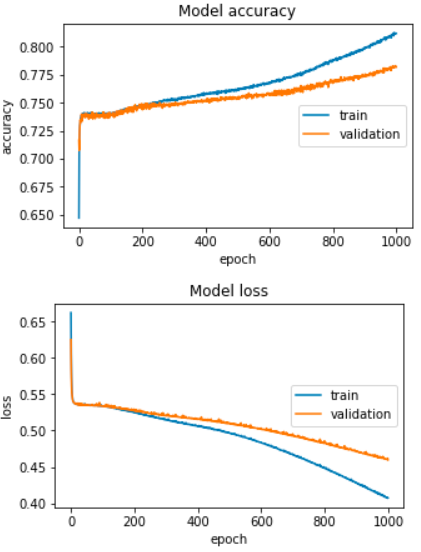 Model accuracy
0.800
0.775
0.750
0.725
0.700
0.675
0.650
accuracy
train
validation
0 200 400 600 800 1000
epoch
Model loss
0.65
0.60
0.55
0.50
0.45
0.40
loss
train
validation
0 200 400 600 800 1000
epoch